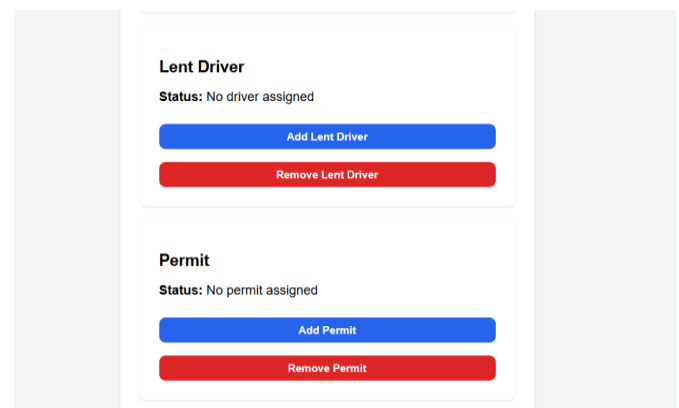 Lent Driver
Status: No driver assigned
Add Lent Driver
Remove Lent Driver
Permit
Status: No permit assigned
Add Permit
Remove Permit